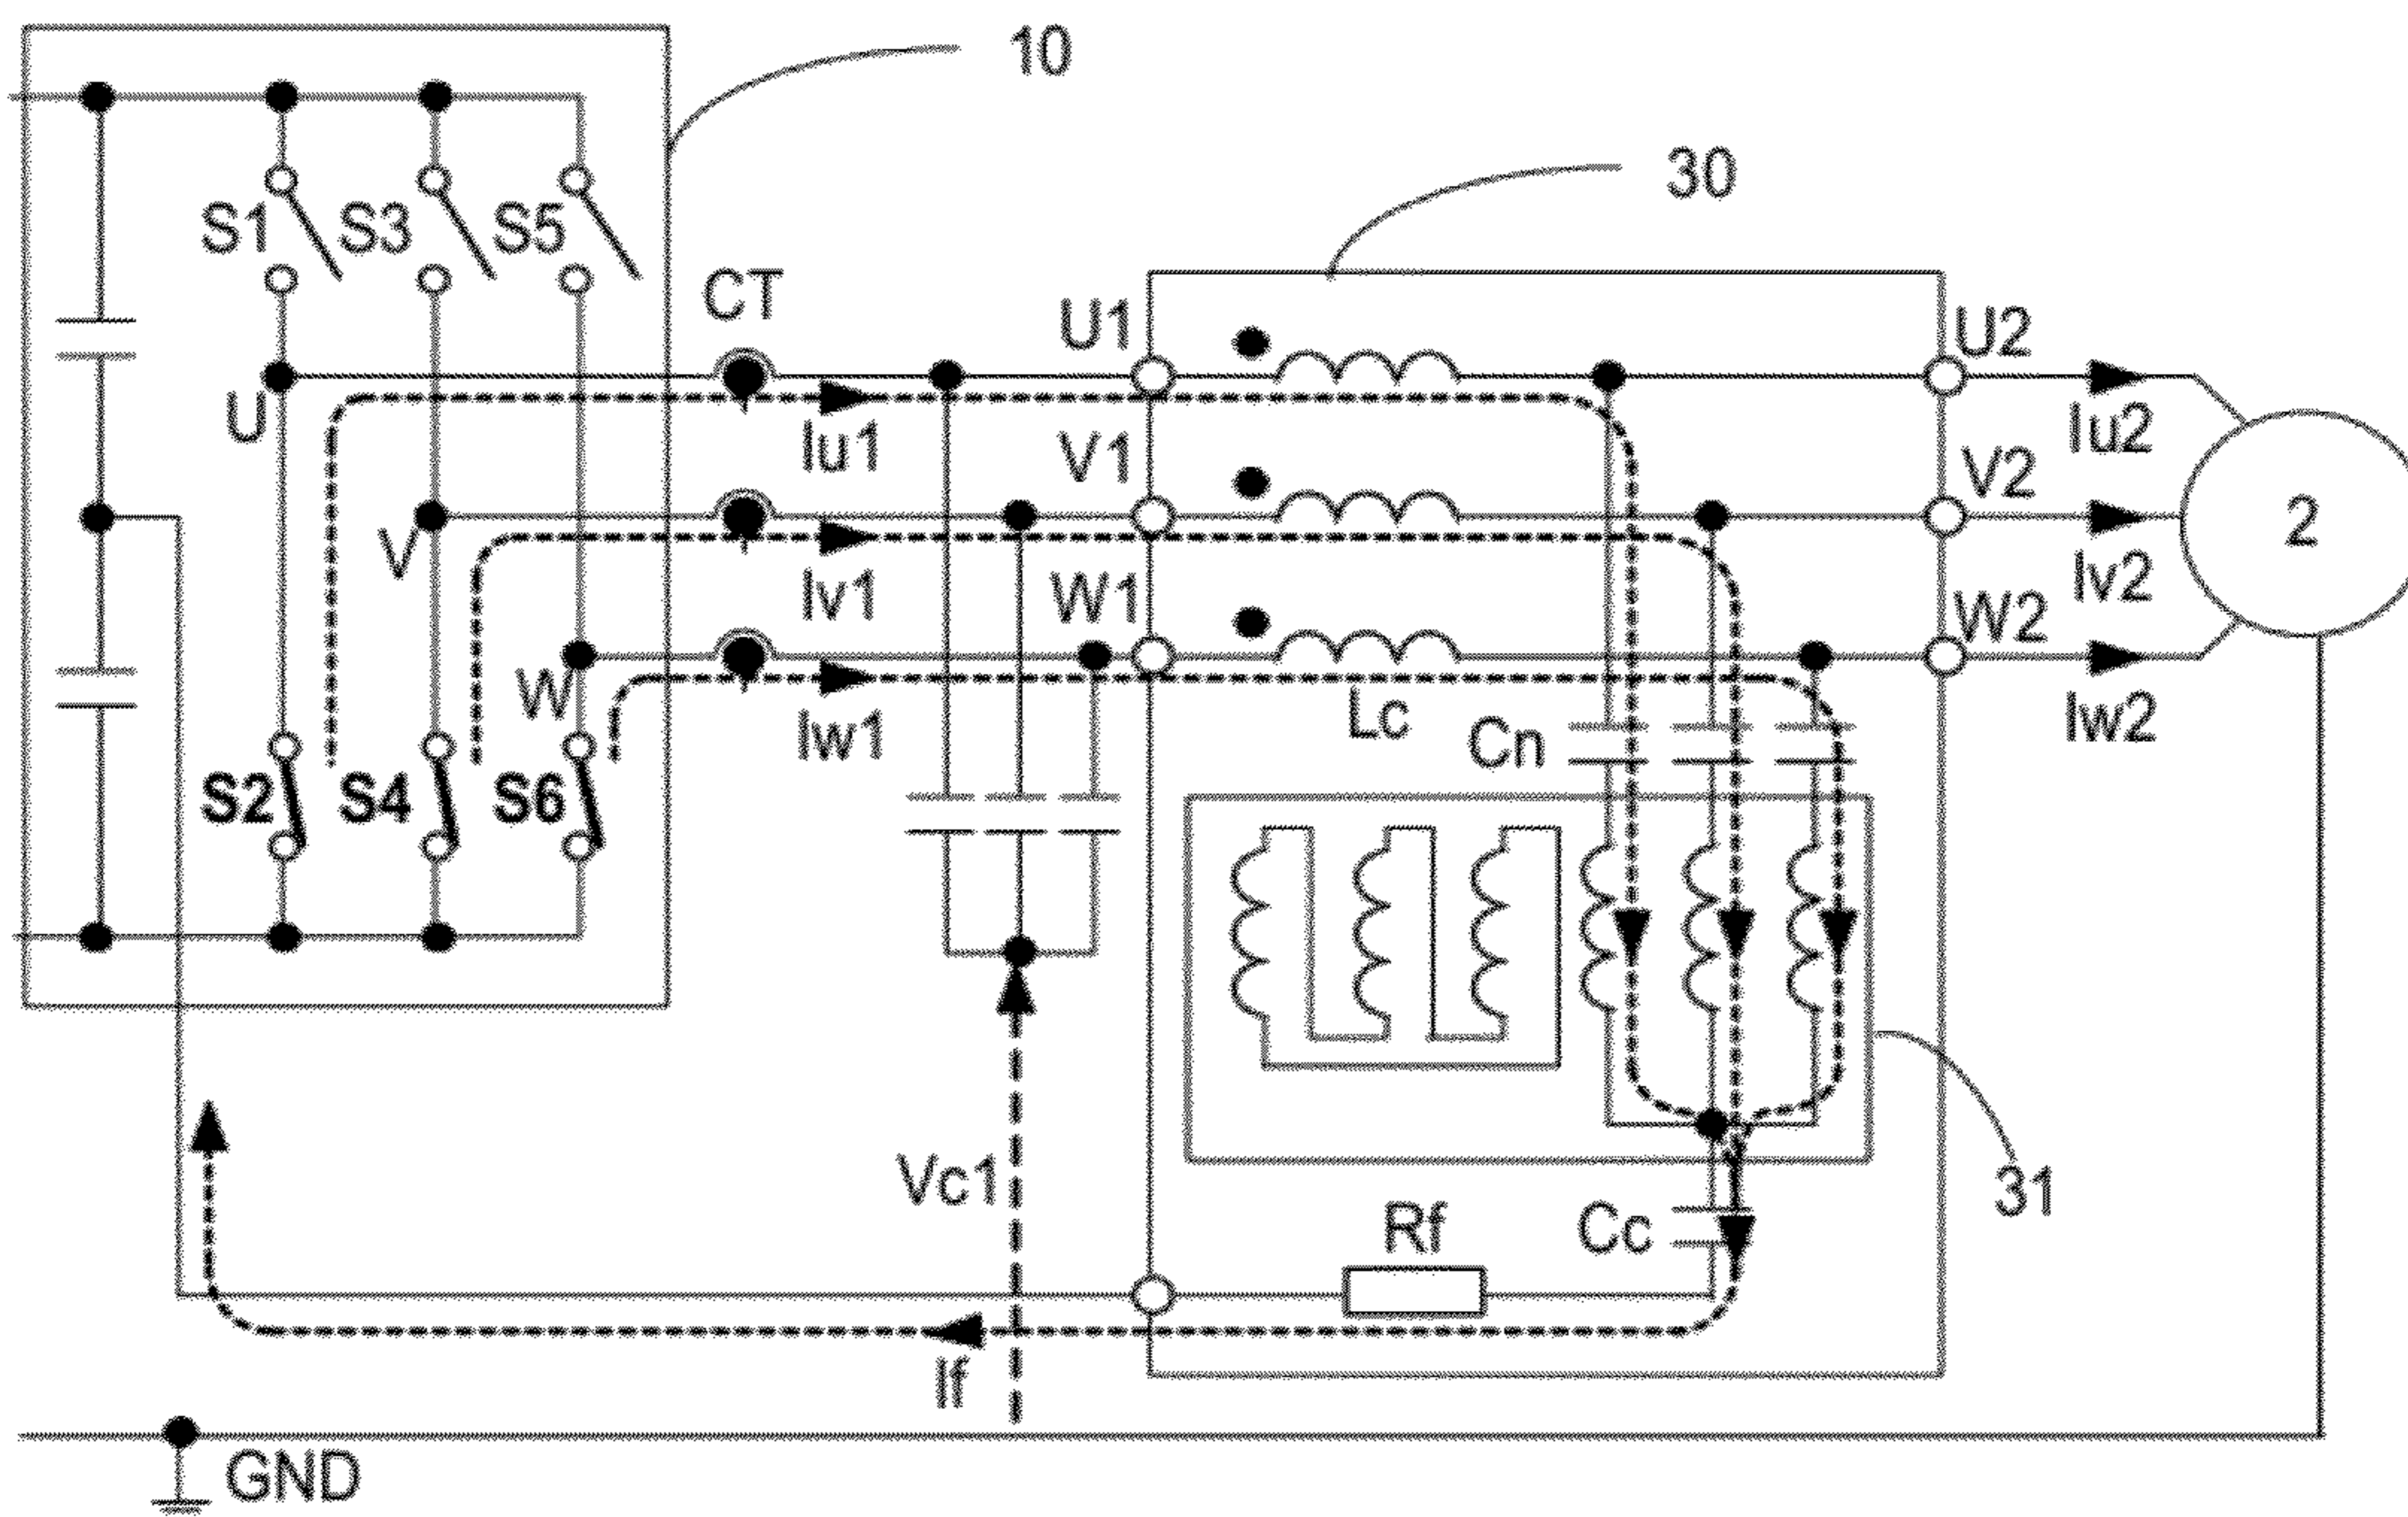 10
30
S1
S3
S5
CT
U1
U2
U
Iu1
V1
Iu2
V2
2
V
Iv1
W1
Iv2
W2
W
Iw1
Lc
Cn
Iw2
S2
S4
S6
Vc1
31
Rf
Cc
If
GND